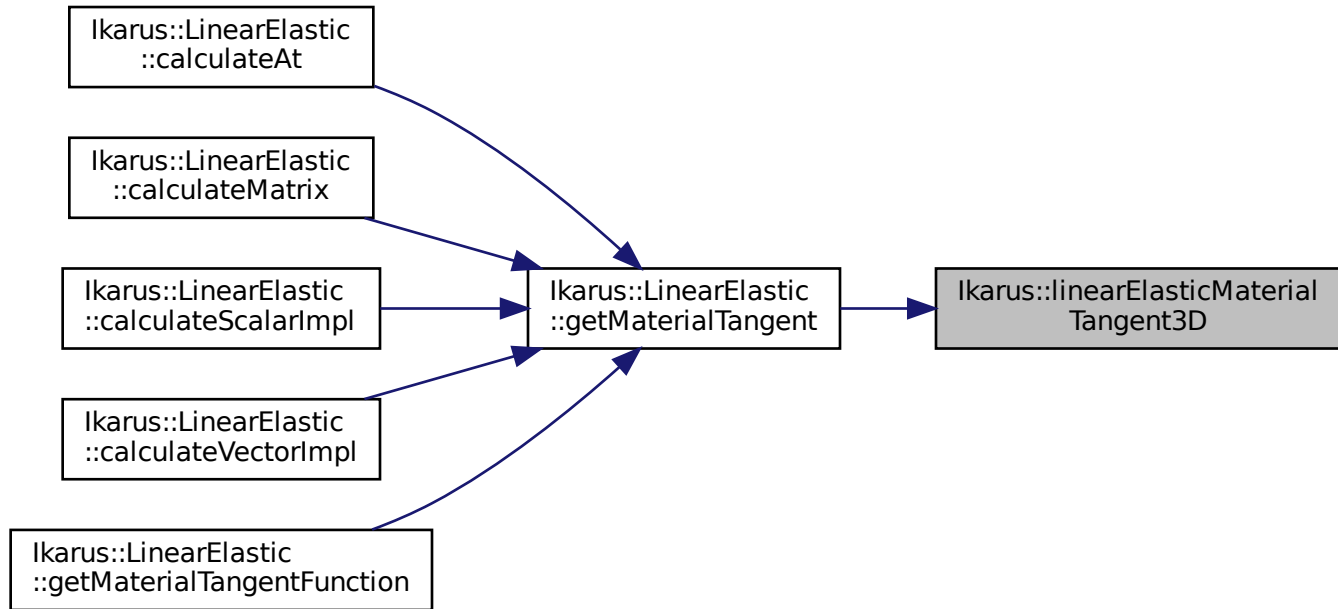 Ikarus::LinearElastic
::calculateAt
Ikarus::LinearElastic
::calculateMatrix
Ikarus::LinearElastic
::calculateScalarImpl
Ikarus::LinearElastic
::calculateVectorImpl
Ikarus::LinearElastic
::getMaterialTangentFunction
Ikarus::LinearElastic
::getMaterialTangent
Ikarus::linearElasticMaterial
Tangent3D